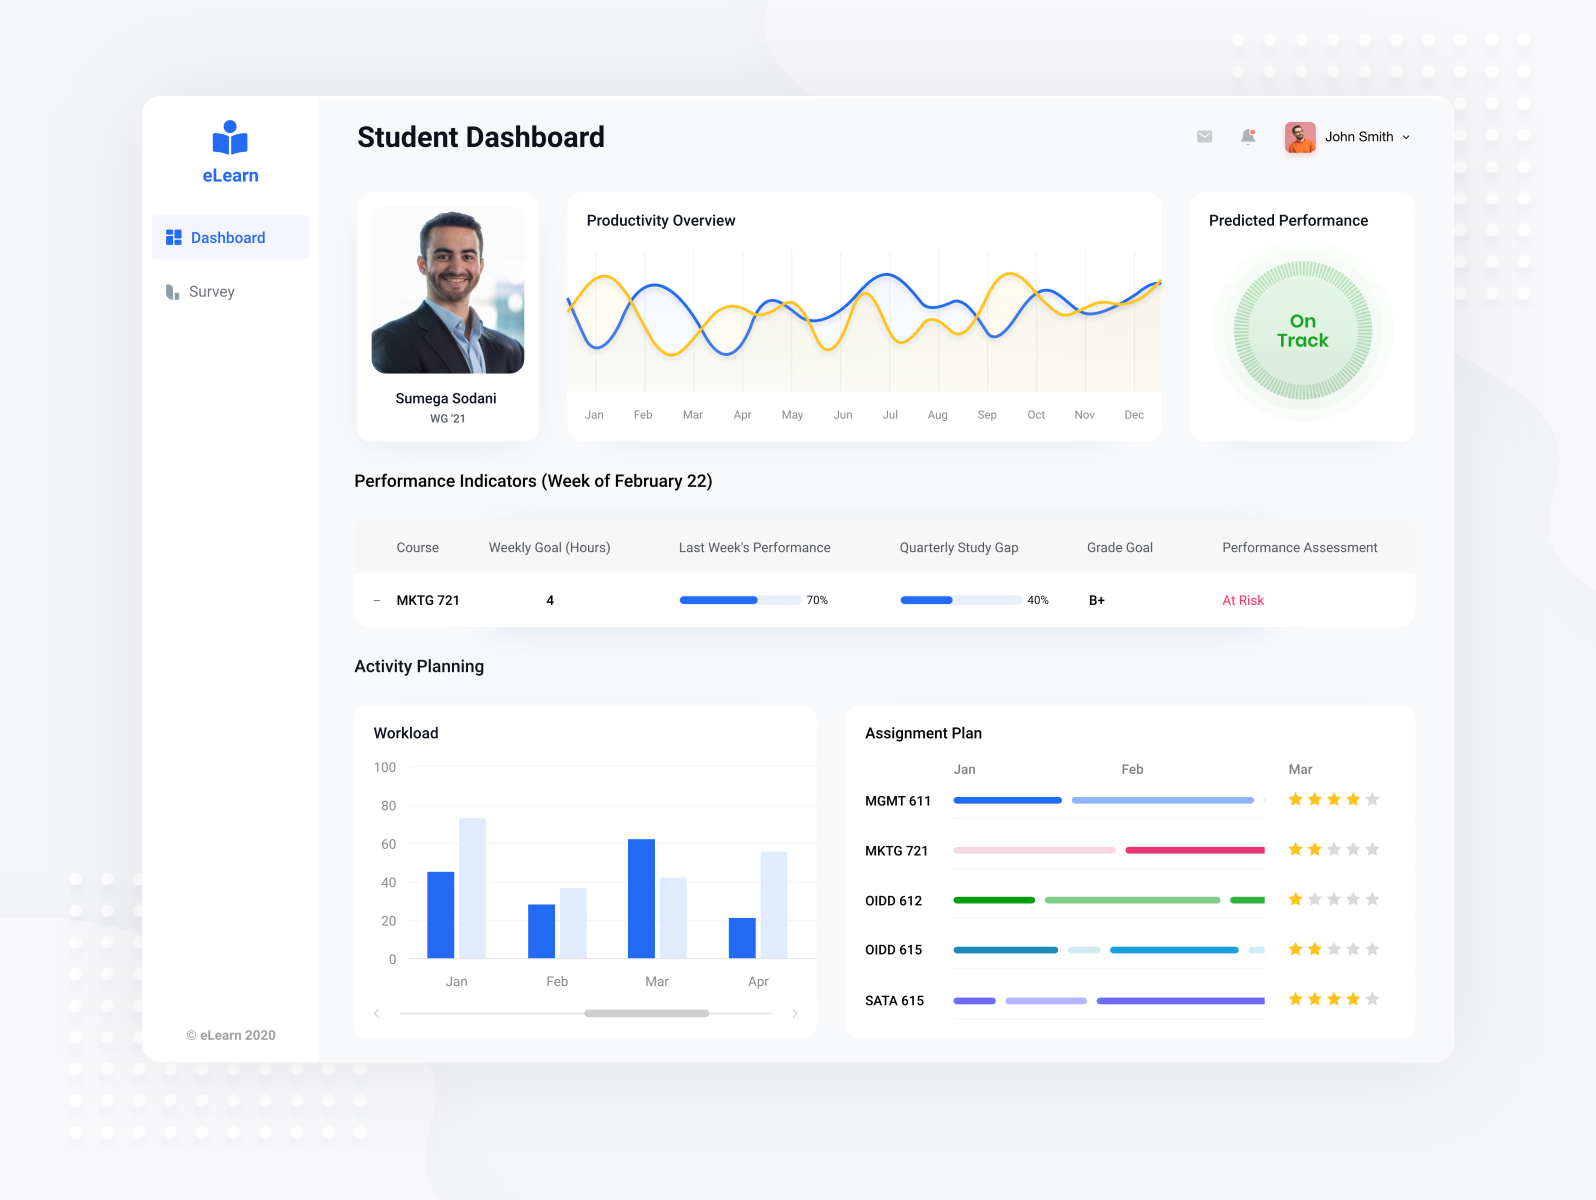 eLearn
Dashboard
Survey
© eLearn 2020
Student Dashboard
John Smith
Sumega Sodani
WG '21
Productivity Overview
Jan Feb Mar Apr May Jun Jul Aug Sep Oct Nov Dec
Predicted Performance
On
Track
Performance Indicators (Week of February 22)
Course Weekly Goal (Hours) Last Week's Performance Quarterly Study Gap Grade Goal Performance Assessment
– MKTG 721 4 70% 40% B+ At Risk
Activity Planning
Workload
100
80
60
40
20
0
Jan Feb Mar Apr
Assignment Plan
Jan Feb Mar
MGMT 611
MKTG 721
OIDD 612
OIDD 615
SATA 615